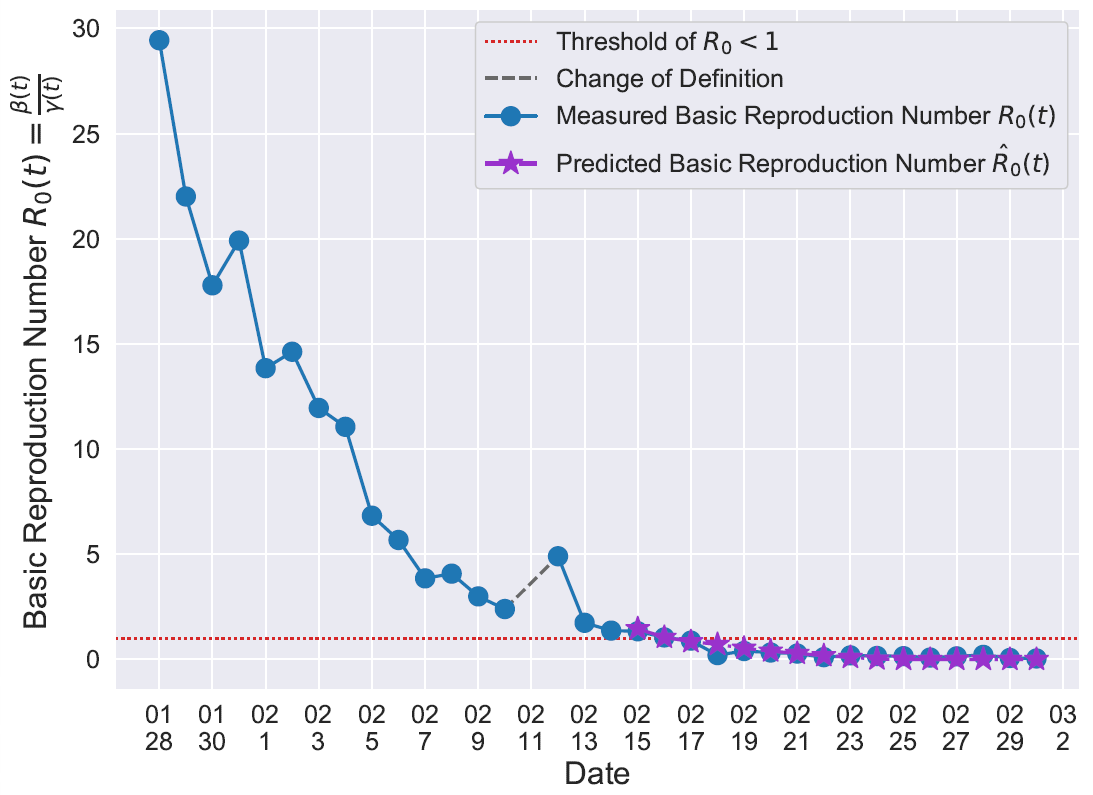 30
25
20
15
10
5
0
Basic Reproduction Number R₀(t) = β(t)/γ(t)
Threshold of R₀ < 1
Change of Definition
Measured Basic Reproduction Number R₀(t)
Predicted Basic Reproduction Number R̂₀(t)
01 01 02 02 02 02 02 02 02 02 02 02 02 02 02 02 02 03
28 30 1 3 5 7 9 11 13 15 17 19 21 23 25 27 29 2
Date